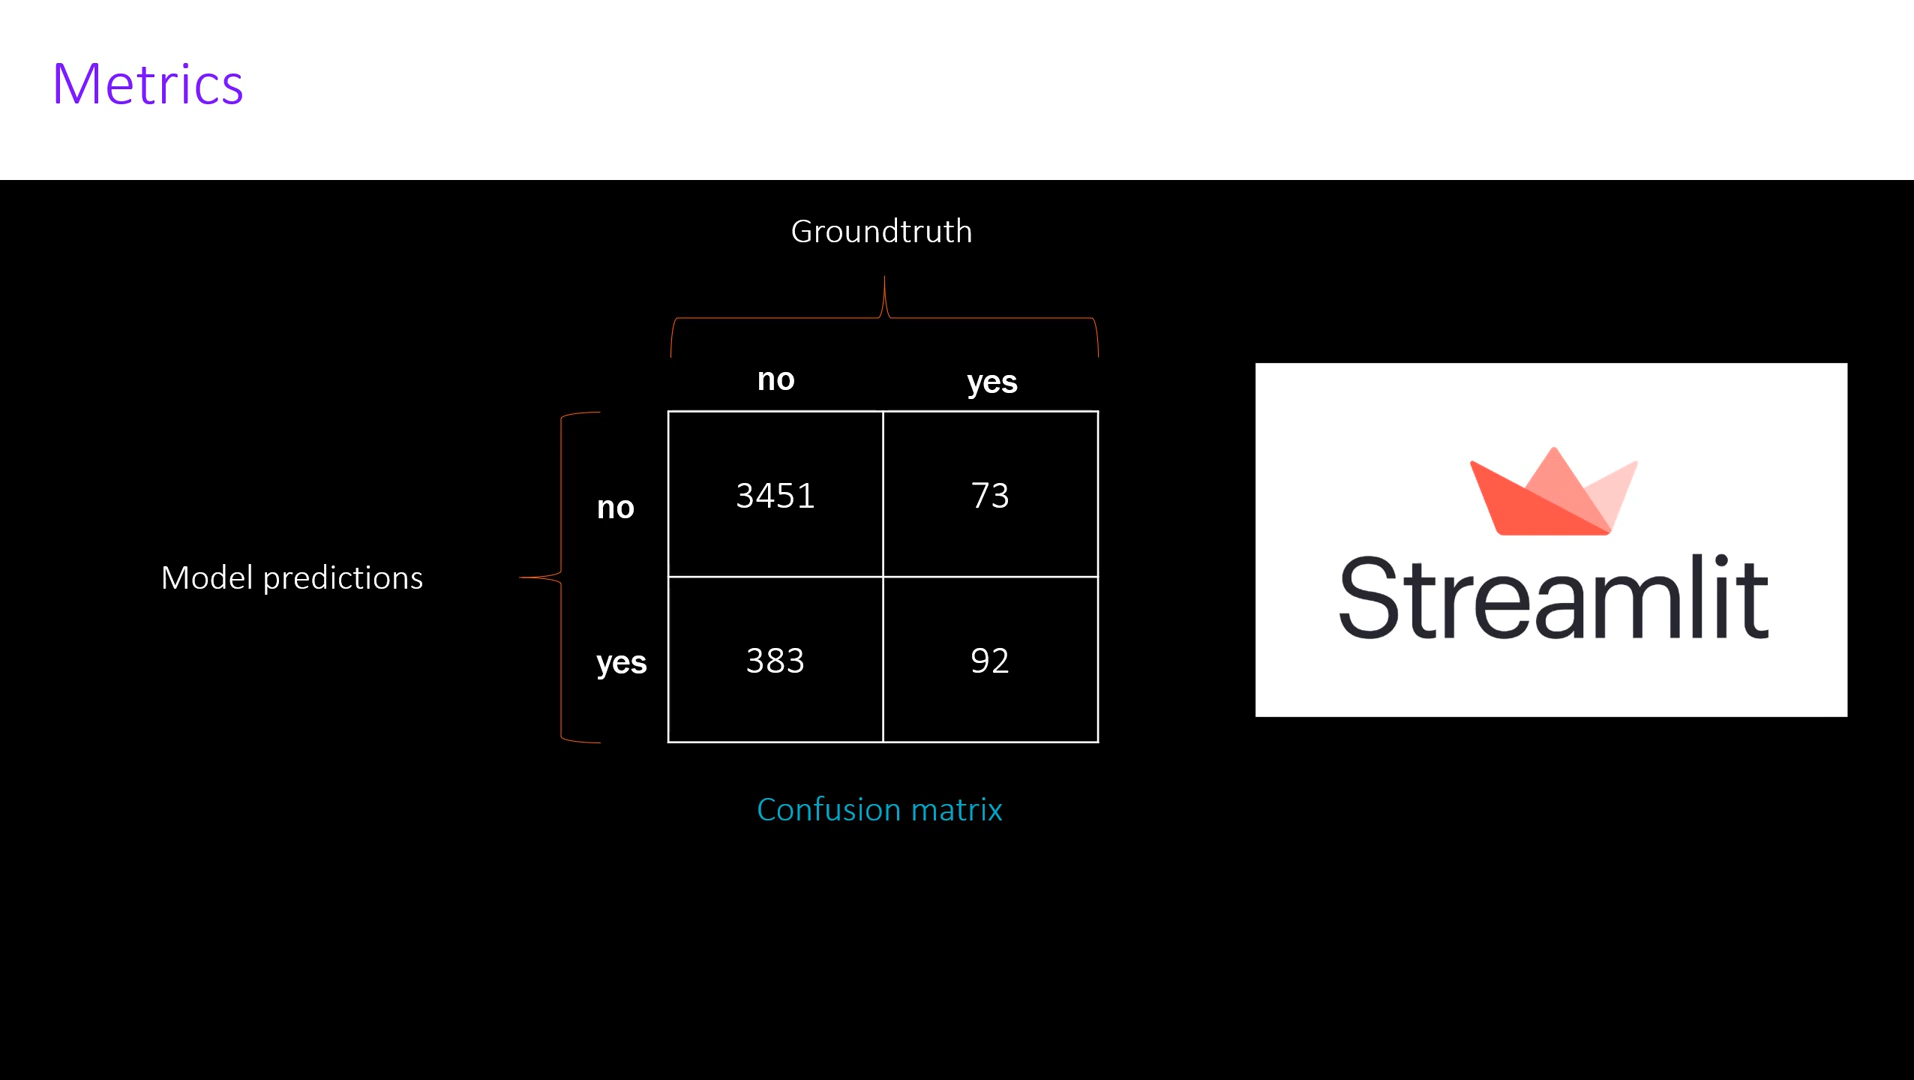 Metrics
Groundtruth
no yes
no 3451 73
Model predictions
yes 383 92
Confusion matrix
Streamlit